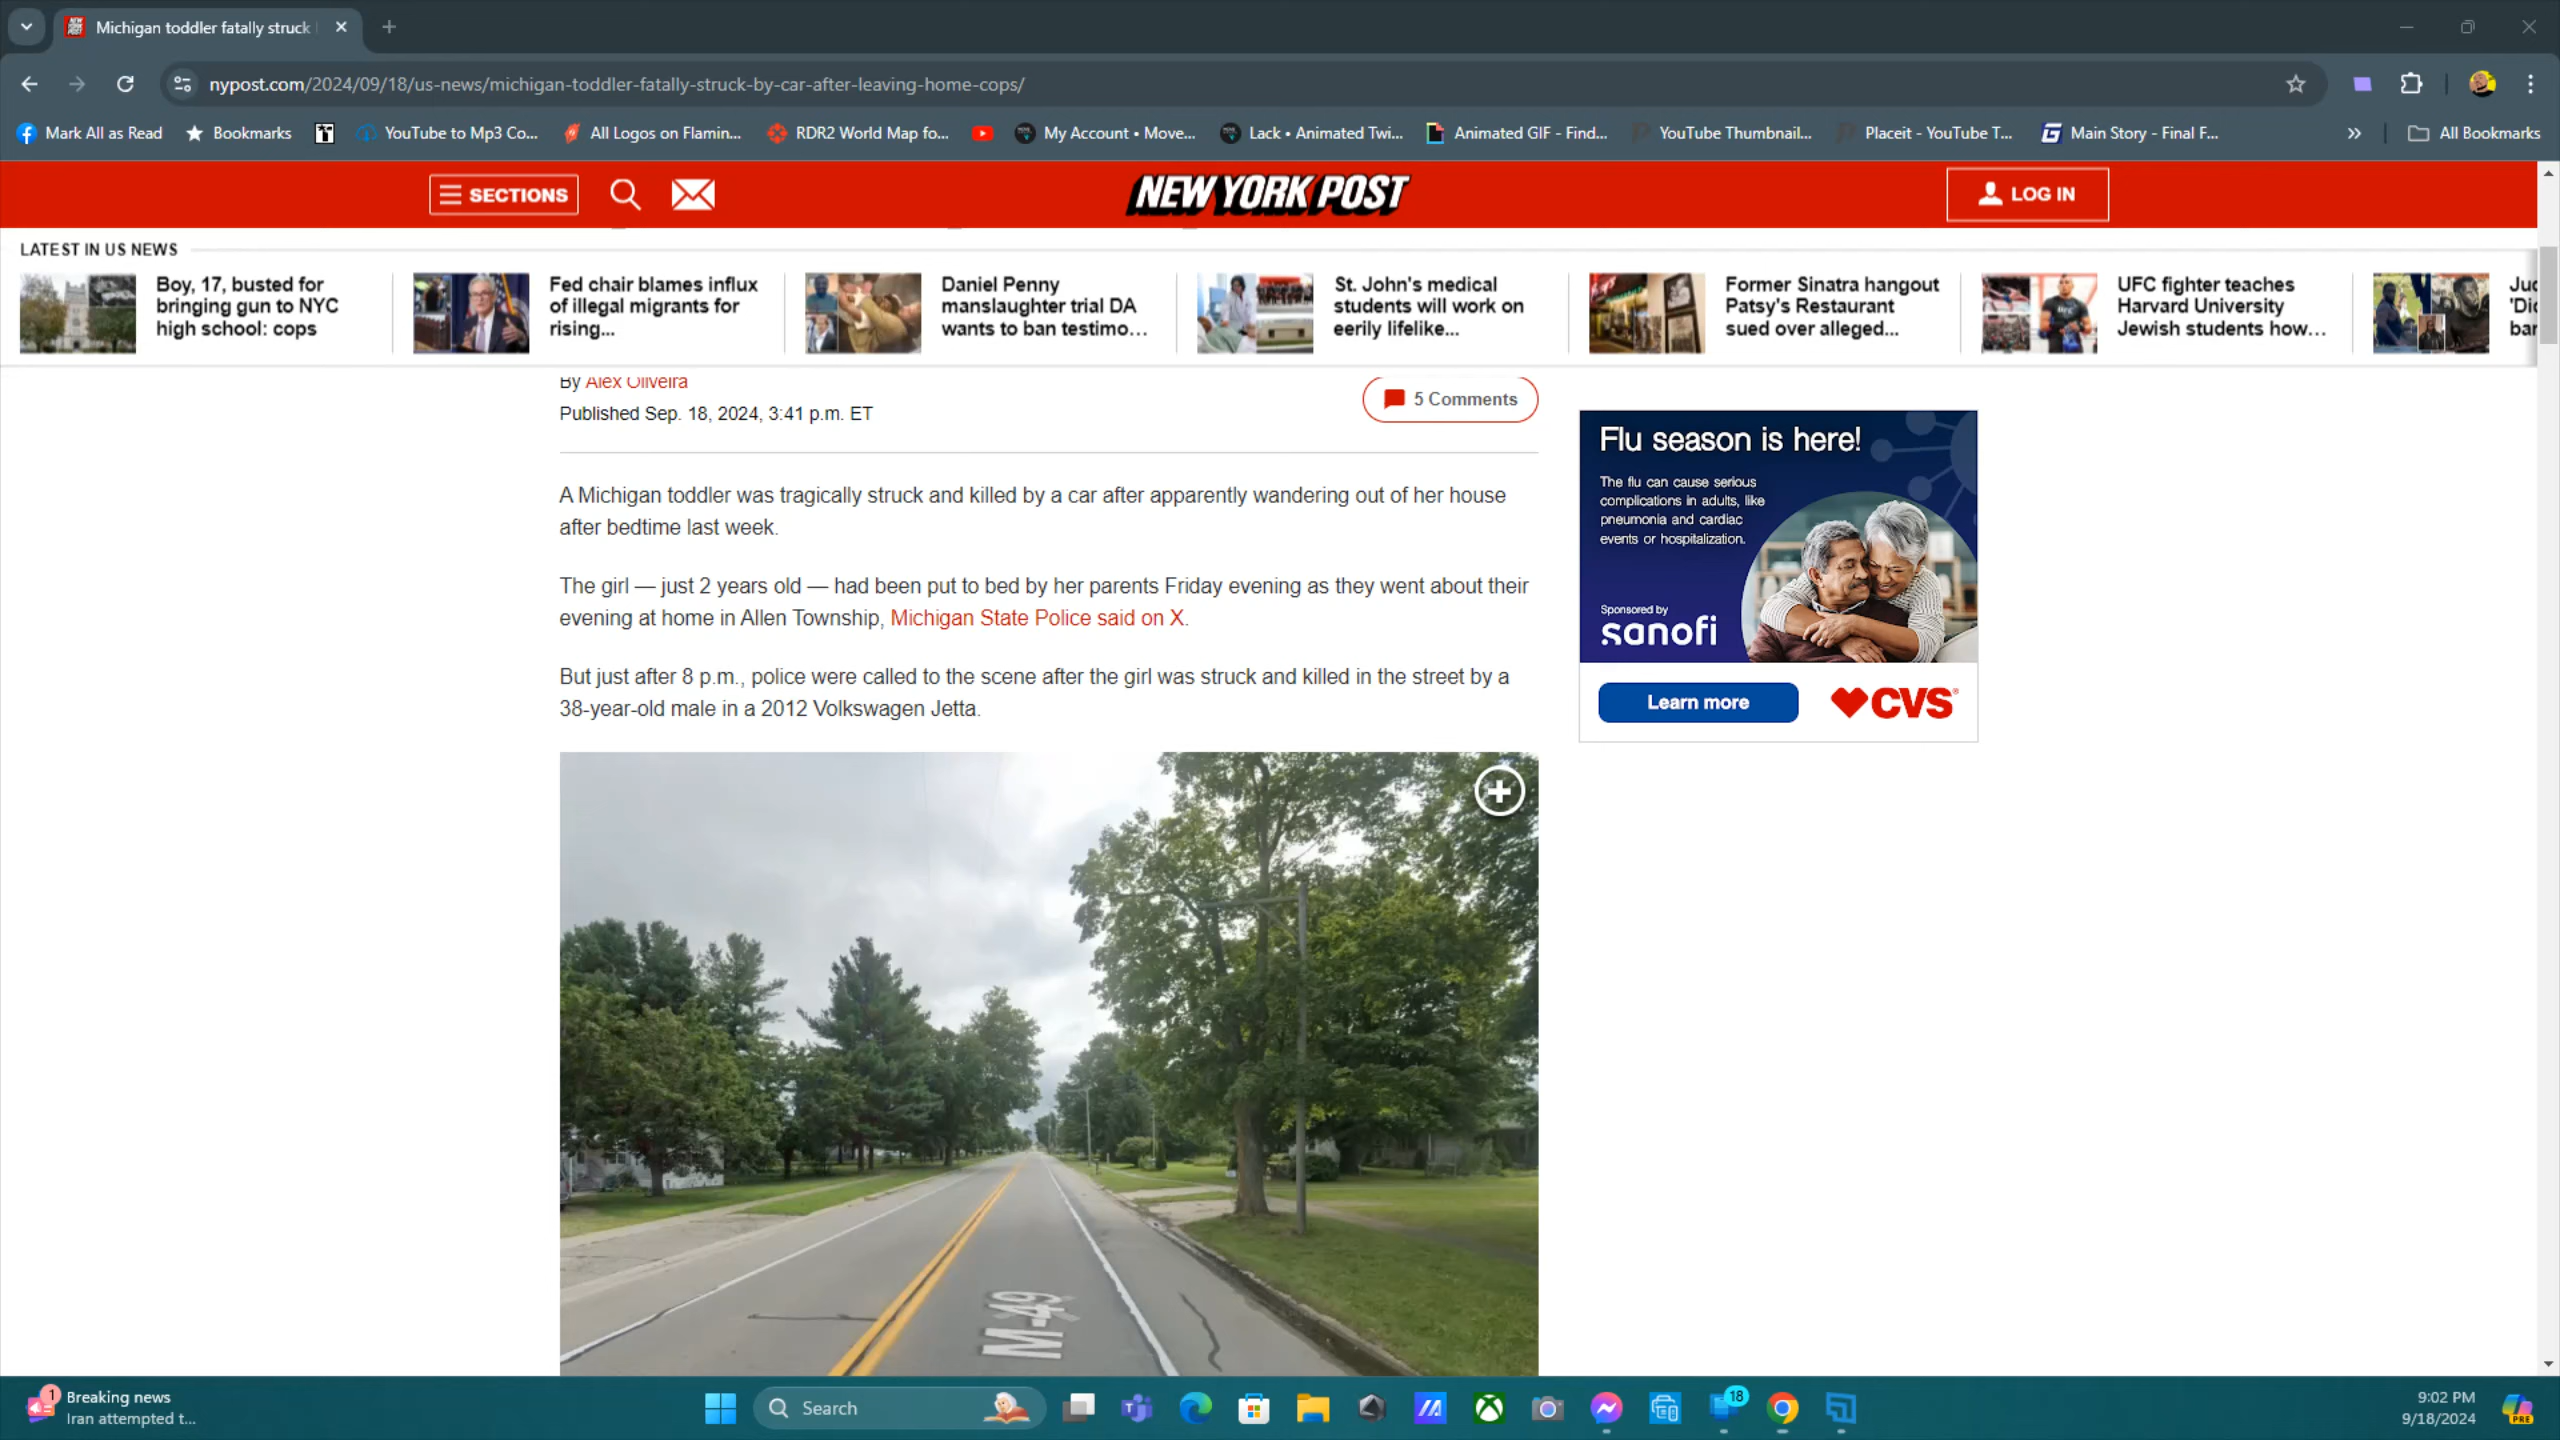 Michigan toddler fatally struck
nypost.com/2024/09/18/us-news/michigan-toddler-fatally-struck-by-car-after-leaving-home-cops/
Mark All as Read
Bookmarks
YouTube to Mp3 Co...
All Logos on Flamin...
RDR2 World Map fo...
My Account • Move...
Lack • Animated Twi...
Animated GIF - Find...
YouTube Thumbnail...
Placeit - YouTube T...
Main Story - Final F...
All Bookmarks
SECTIONS
NEW YORK POST
LOG IN
LATEST IN US NEWS
Boy, 17, busted for
bringing gun to NYC
high school: cops
Fed chair blames influx
of illegal migrants for
rising...
Daniel Penny
manslaughter trial DA
wants to ban testimo...
St. John's medical
students will work on
eerily lifelike...
Former Sinatra hangout
Patsy's Restaurant
sued over alleged...
UFC fighter teaches
Harvard University
Jewish students how...
By Alex Oliveira
Published Sep. 18, 2024, 3:41 p.m. ET
5 Comments
A Michigan toddler was tragically struck and killed by a car after apparently wandering out of her house
after bedtime last week.
The girl — just 2 years old — had been put to bed by her parents Friday evening as they went about their
evening at home in Allen Township, Michigan State Police said on X.
But just after 8 p.m., police were called to the scene after the girl was struck and killed in the street by a
38-year-old male in a 2012 Volkswagen Jetta.
M-49
Flu season is here!
The flu can cause serious
complications in adults, like
pneumonia and cardiac
events or hospitalization.
Sponsored by
sanofi
Learn more
CVS
1
Breaking news
Iran attempted t...
Search
18
9:02 PM
9/18/2024
PRE